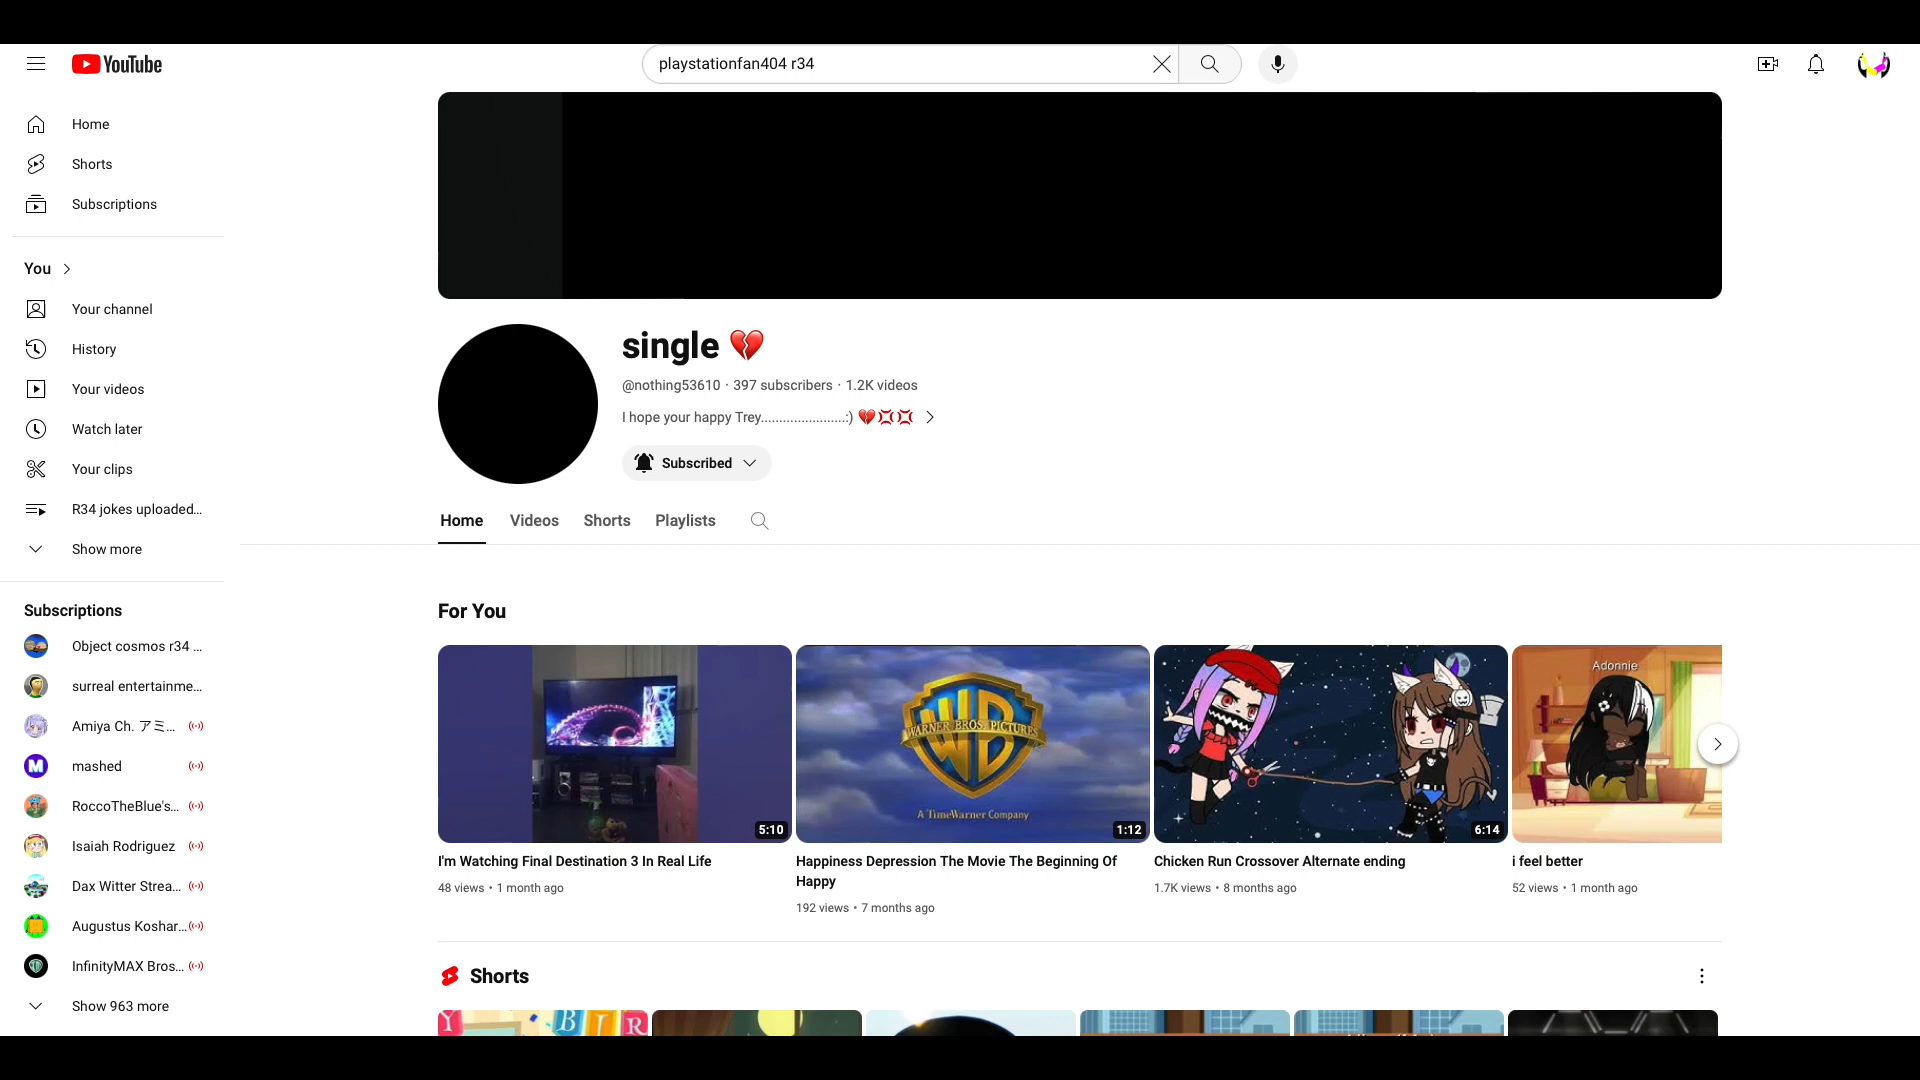 YouTube
playstationfan404 r34
Home
Shorts
Subscriptions
You
Your channel
History
Your videos
Watch later
Your clips
R34 jokes uploaded...
Show more
Subscriptions
Object cosmos r34 ...
surreal entertainme...
Amiya Ch. アミ...
mashed
RoccoTheBlue's...
Isaiah Rodriguez
Dax Witter Strea...
Augustus Koshar...
InfinityMAX Bros...
Show 963 more
single 💔
@nothing53610 · 397 subscribers · 1.2K videos
I hope your happy Trey.......................:) 💔💢💢
Subscribed
Home Videos Shorts Playlists
For You
WARNER BROS. PICTURES
A TimeWarner Company
Adonnie
5:10
1:12
6:14
I'm Watching Final Destination 3 In Real Life
48 views • 1 month ago
Happiness Depression The Movie The Beginning Of
Happy
192 views • 7 months ago
Chicken Run Crossover Alternate ending
1.7K views • 8 months ago
i feel better
52 views • 1 month ago
Shorts